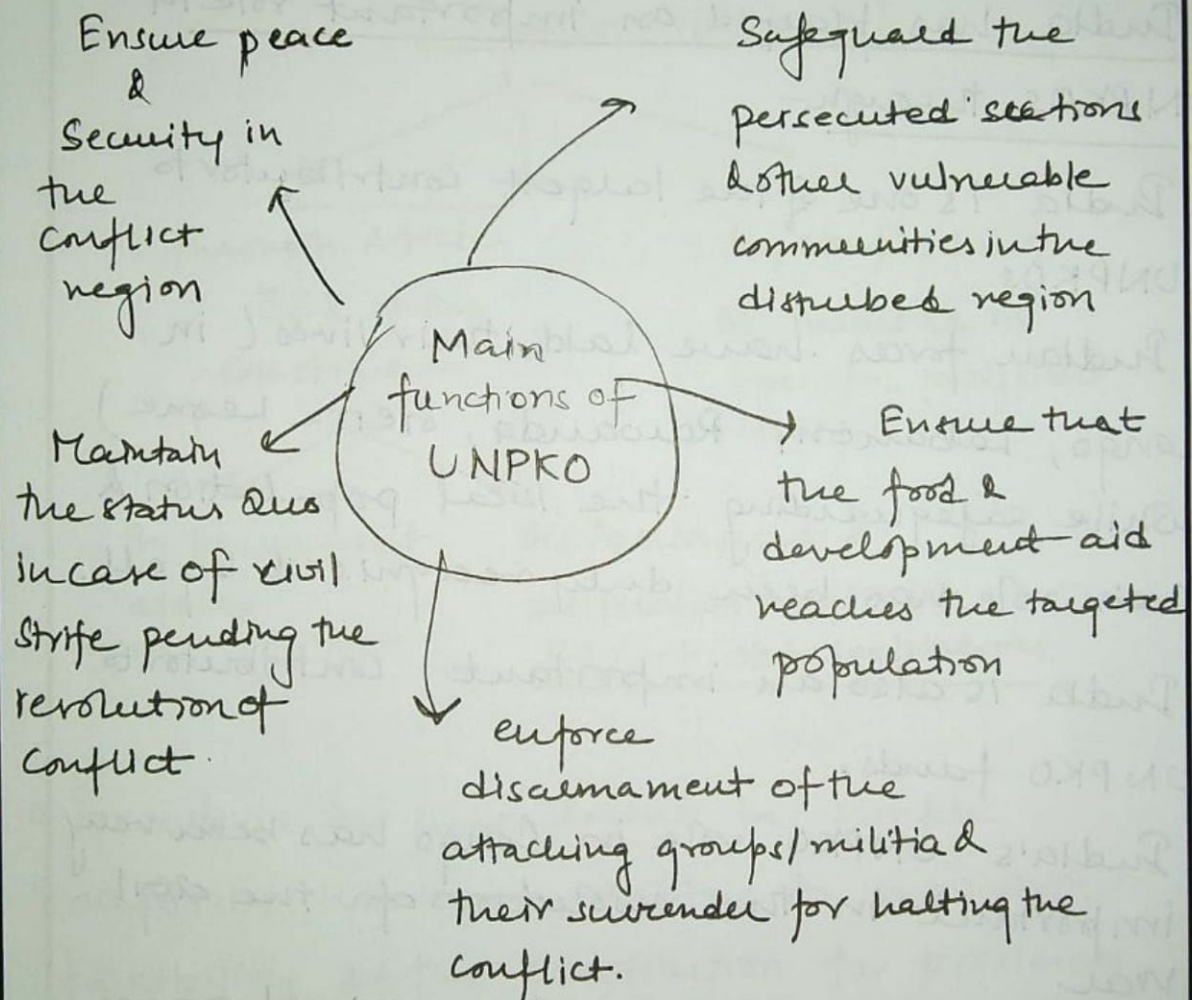 Main
functions of
UNPKO
Ensure peace
&
Security in
the
conflict
region
Safeguard the
persecuted sections
& other vulnerable
communities in the
disturbed region
Ensure that
the food &
development aid
reaches the targeted
population
enforce
disarmament of the
attacking groups/militia &
their surrender for halting the
conflict.
Maintain
the status Quo
in case of civil
strife pending the
resolution of
conflict.